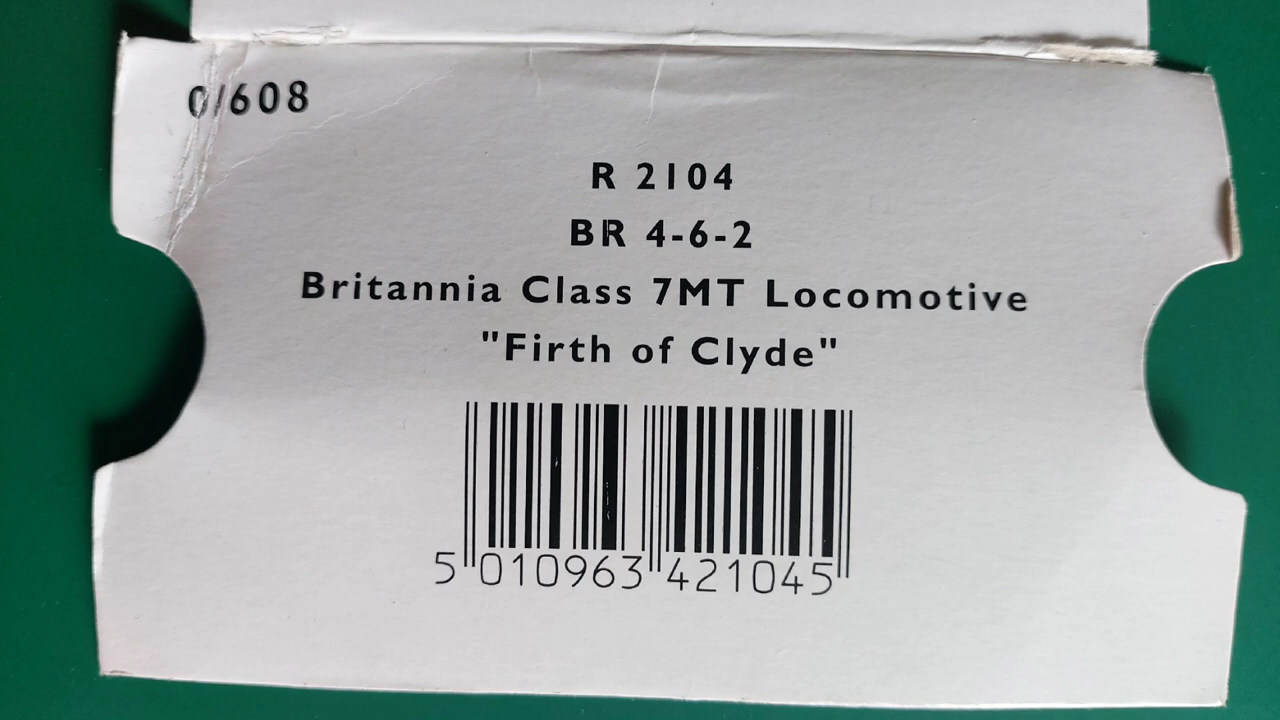 0/608
R 2104
BR 4-6-2
Britannia Class 7MT Locomotive
"Firth of Clyde"
5 010963 421045